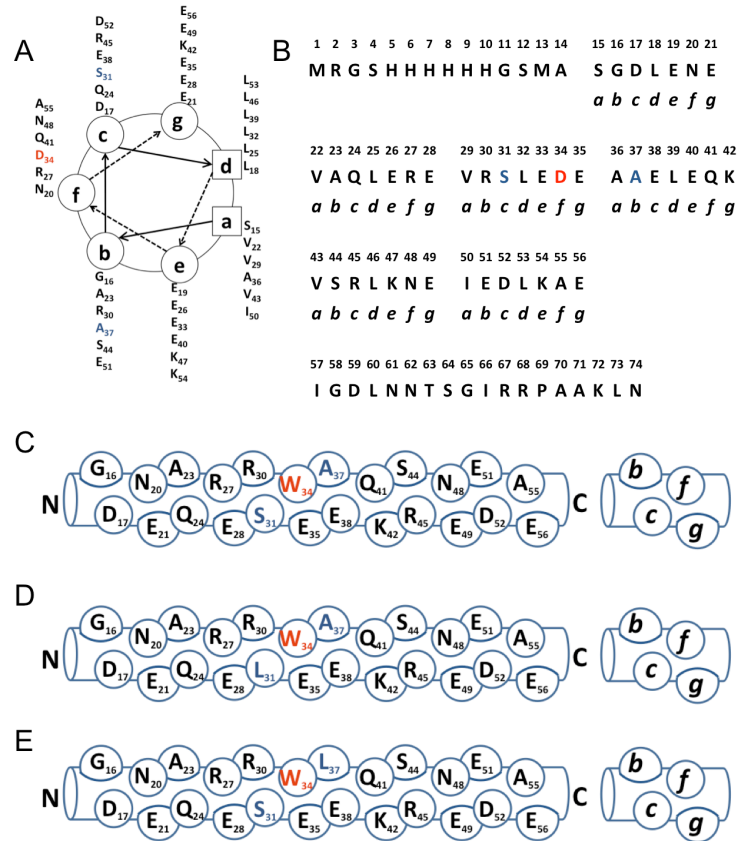 A
D52
R45
E38
S31
Q24
D17
E56
E49
K42
E35
E28
E21
A55
N48
Q41
D34
R27
N20
L53
L46
L39
L32
L25
L18
c
g
d
f
a
b
e
S15
V22
V29
A36
V43
I50
G16
A23
R30
A37
S44
E51
E19
E26
E33
E40
K47
K54
B
1 2 3 4 5 6 7 8 9 10 11 12 13 14 15 16 17 18 19 20 21
M R G S H H H H H H G S M A S G D L E N E
a b c d e f g
22 23 24 25 26 27 28 29 30 31 32 33 34 35 36 37 38 39 40 41 42
V A Q L E R E V R S L E D E A A E L E Q K
a b c d e f g a b c d e f g a b c d e f g
43 44 45 46 47 48 49 50 51 52 53 54 55 56
V S R L K N E I E D L K A E
a b c d e f g a b c d e f g
57 58 59 60 61 62 63 64 65 66 67 68 69 70 71 72 73 74
I G D L N N T S G I R R P A A K L N
C
G16 A23 R30 A37 S44 E51 b
N20 R27 W34 Q41 N48 A55 f
N C
D17 Q24 S31 E38 R45 D52 c
E21 E28 E35 K42 E49 E56 g
D
G16 A23 R30 A37 S44 E51 b
N20 R27 W34 Q41 N48 A55 f
N C
D17 Q24 L31 E38 R45 D52 c
E21 E28 E35 K42 E49 E56 g
E
G16 A23 R30 L37 S44 E51 b
N20 R27 W34 Q41 N48 A55 f
N C
D17 Q24 S31 E38 R45 D52 c
E21 E28 E35 K42 E49 E56 g